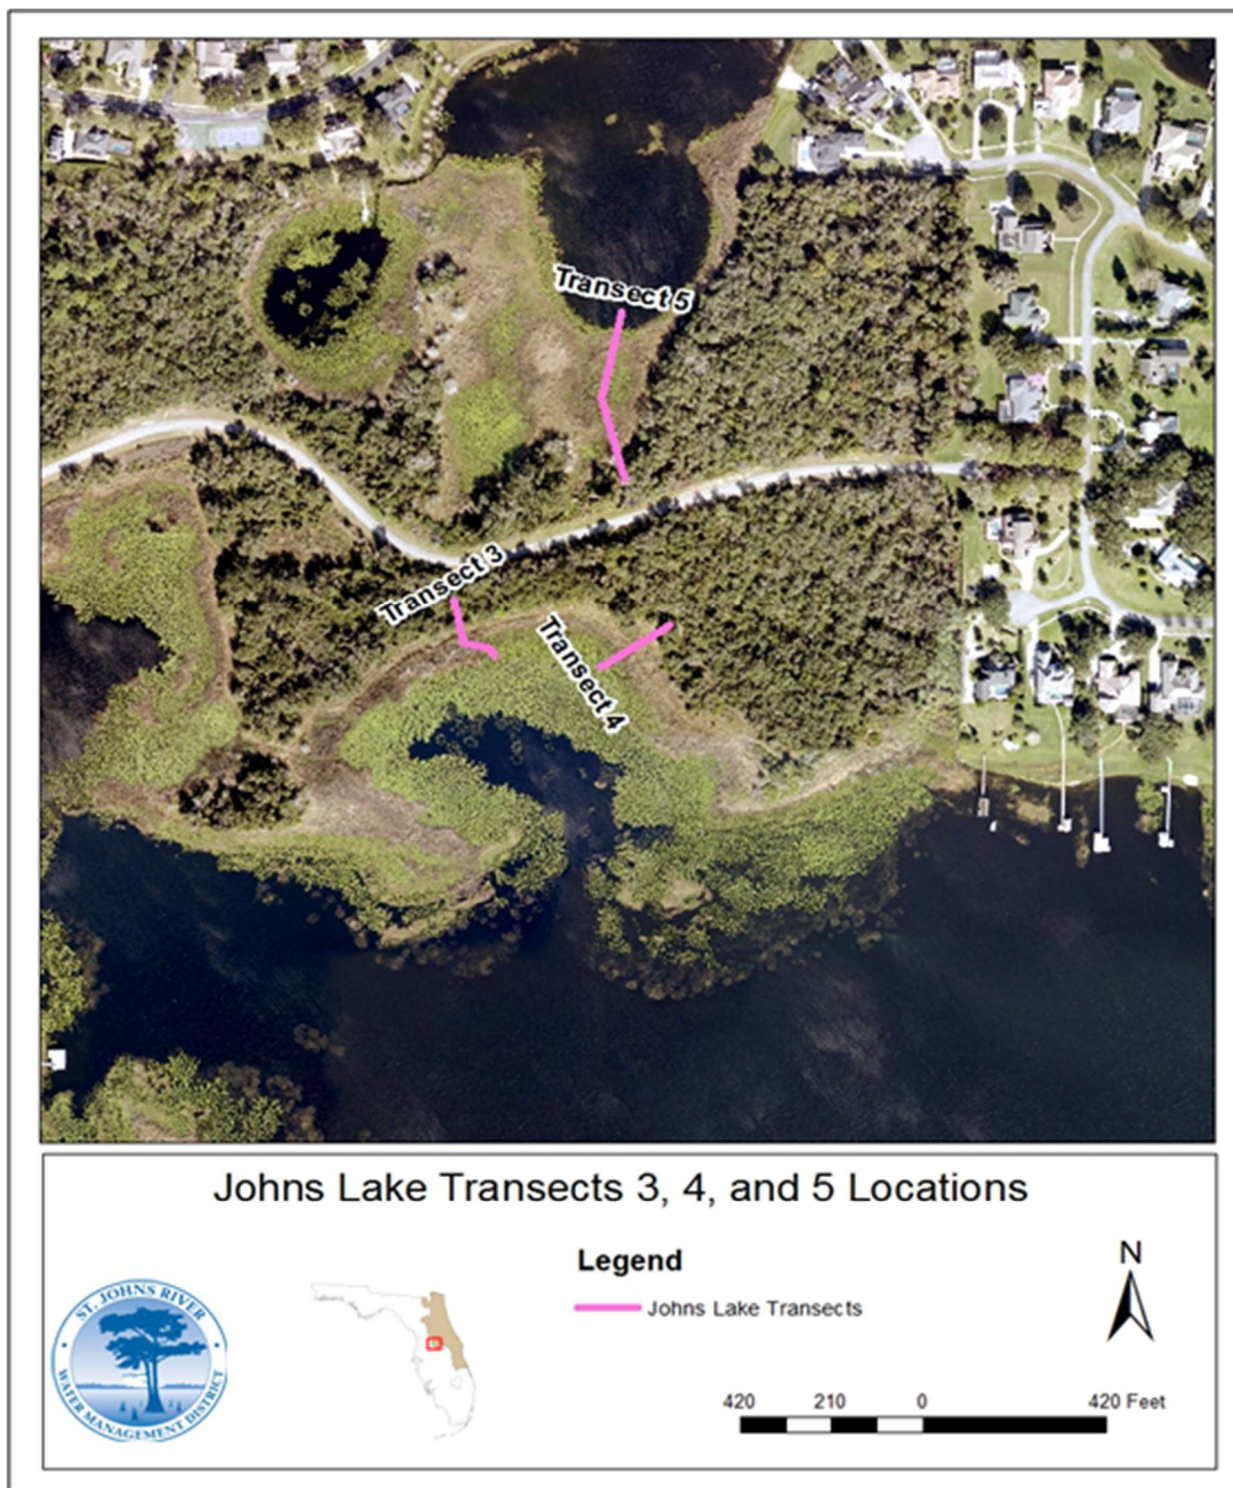 Transect 5
Transect 3
Transect 4
Johns Lake Transects 3, 4, and 5 Locations
Legend
Johns Lake Transects
N
ST. JOHNS RIVER
WATER MANAGEMENT DISTRICT
420 210 0 420 Feet